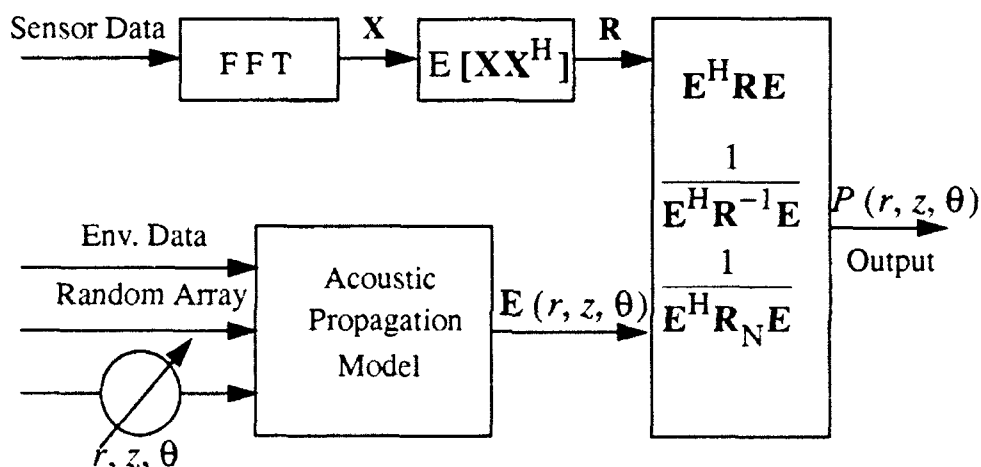 Sensor Data
FFT
X
E [XX^H]
R
E^H R E
1
E^H R^-1 E
1
E^H R_N E
P (r, z, θ)
Output
Env. Data
Random Array
r, z, θ
Acoustic
Propagation
Model
E (r, z, θ)